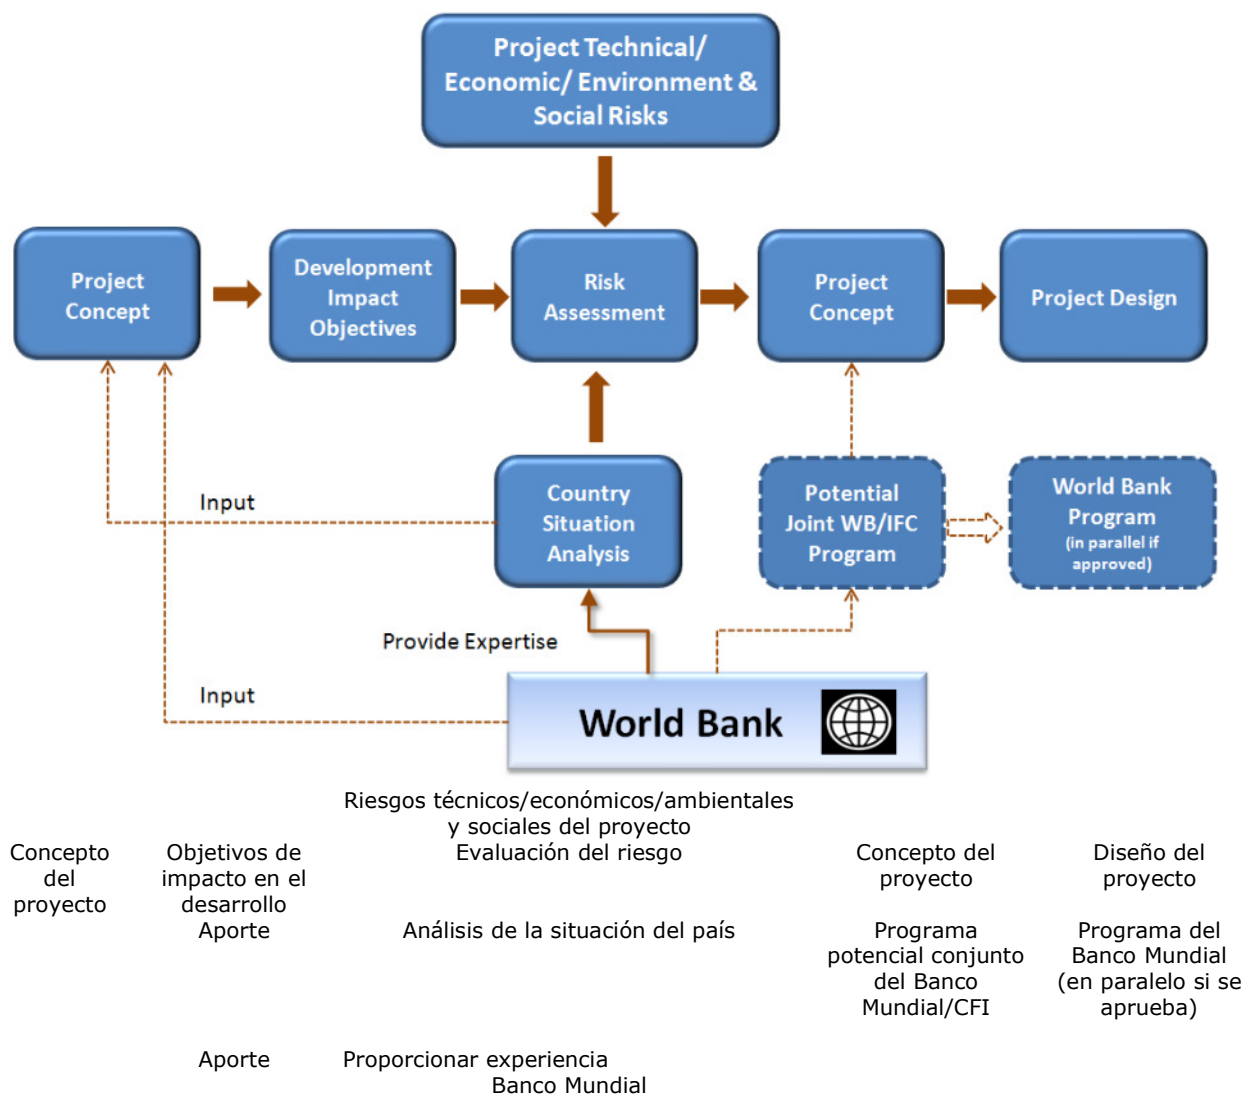 Project Technical/
Economic/ Environment &
Social Risks
Project
Concept
Development
Impact
Objectives
Risk
Assessment
Project
Concept
Project Design
Input
Country
Situation
Analysis
Potential
Joint WB/IFC
Program
World Bank
Program
(in parallel if
approved)
Provide Expertise
Input
World Bank
Riesgos técnicos/económicos/ambientales
y sociales del proyecto
Concepto
del
proyecto
Objetivos de
impacto en el
desarrollo
Evaluación del riesgo
Concepto del
proyecto
Diseño del
proyecto
Aporte
Análisis de la situación del país
Programa
potencial conjunto
del Banco
Mundial/CFI
Programa del
Banco Mundial
(en paralelo si se
aprueba)
Aporte
Proporcionar experiencia
Banco Mundial